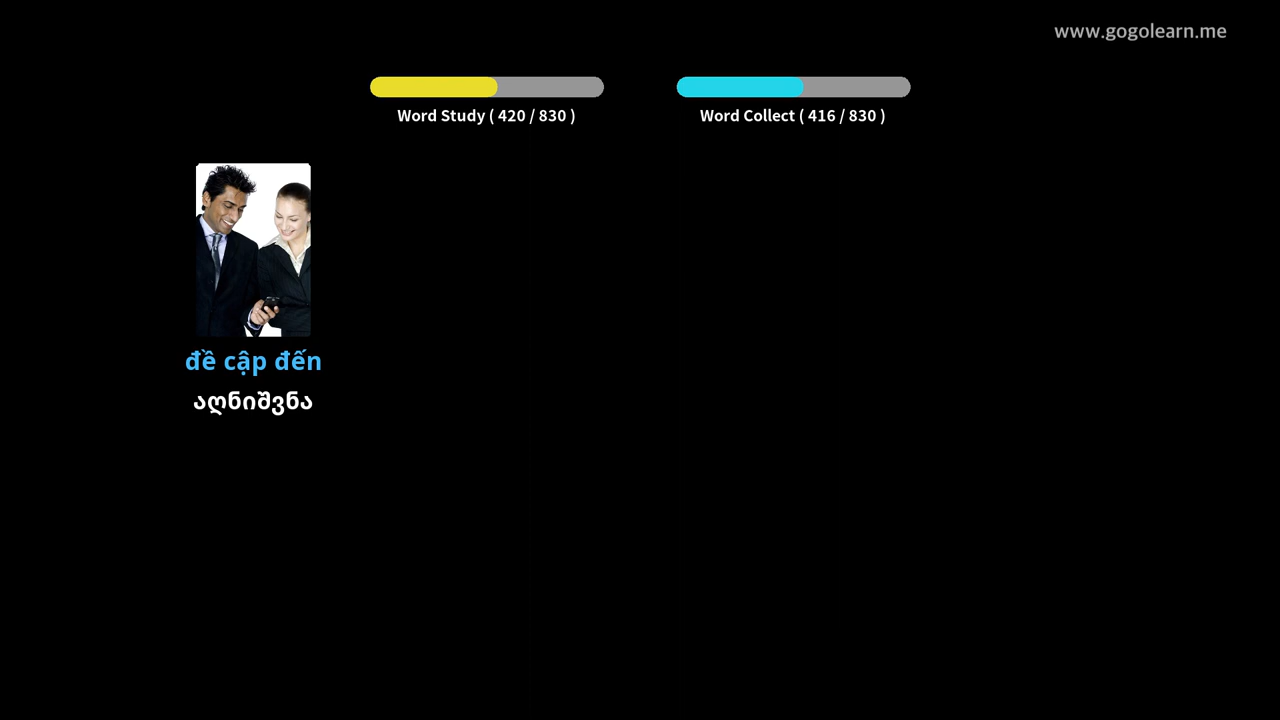 www.gogolearn.me
Word Study ( 420 / 830 )
Word Collect ( 416 / 830 )
đề cập đến
აღნიშვნა